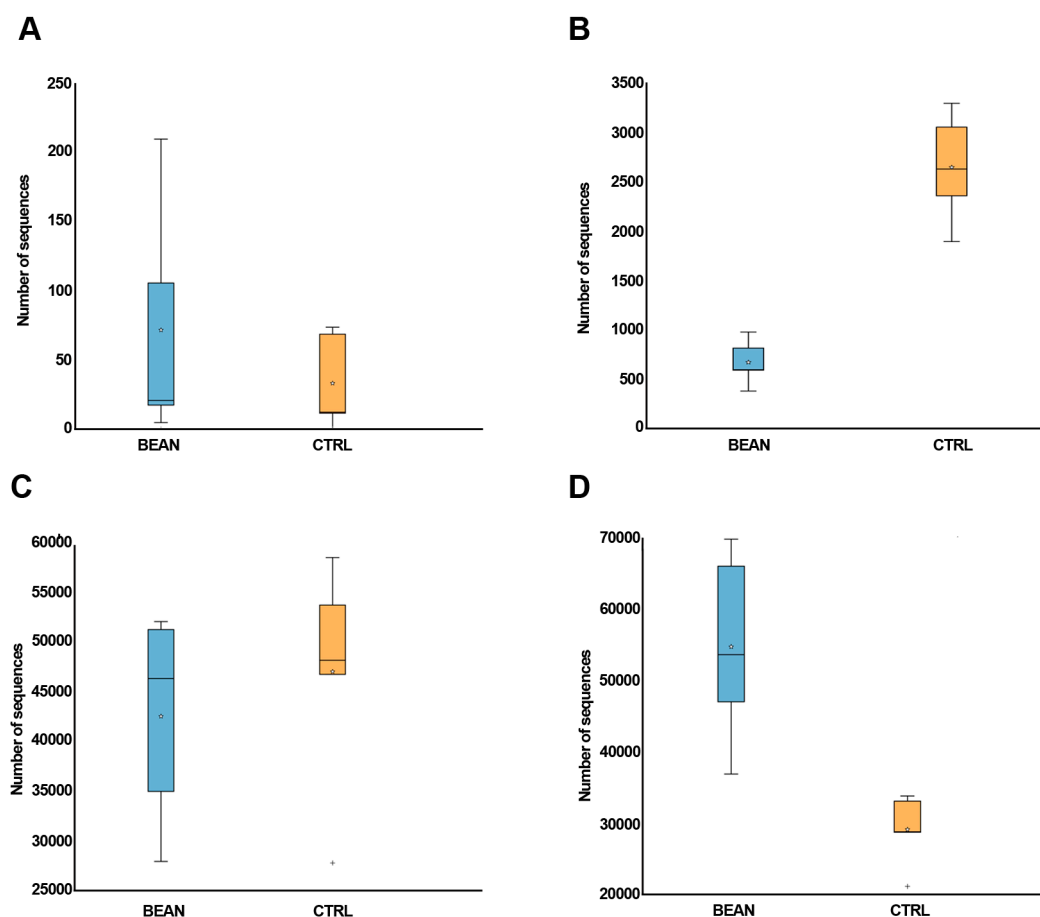 A
Number of sequences
250
200
150
100
50
0
BEAN
CTRL
B
Number of sequences
3500
3000
2500
2000
1500
1000
500
0
BEAN
CTRL
C
Number of sequences
60000
55000
50000
45000
40000
35000
30000
25000
BEAN
CTRL
D
Number of sequences
70000
60000
50000
40000
30000
20000
BEAN
CTRL